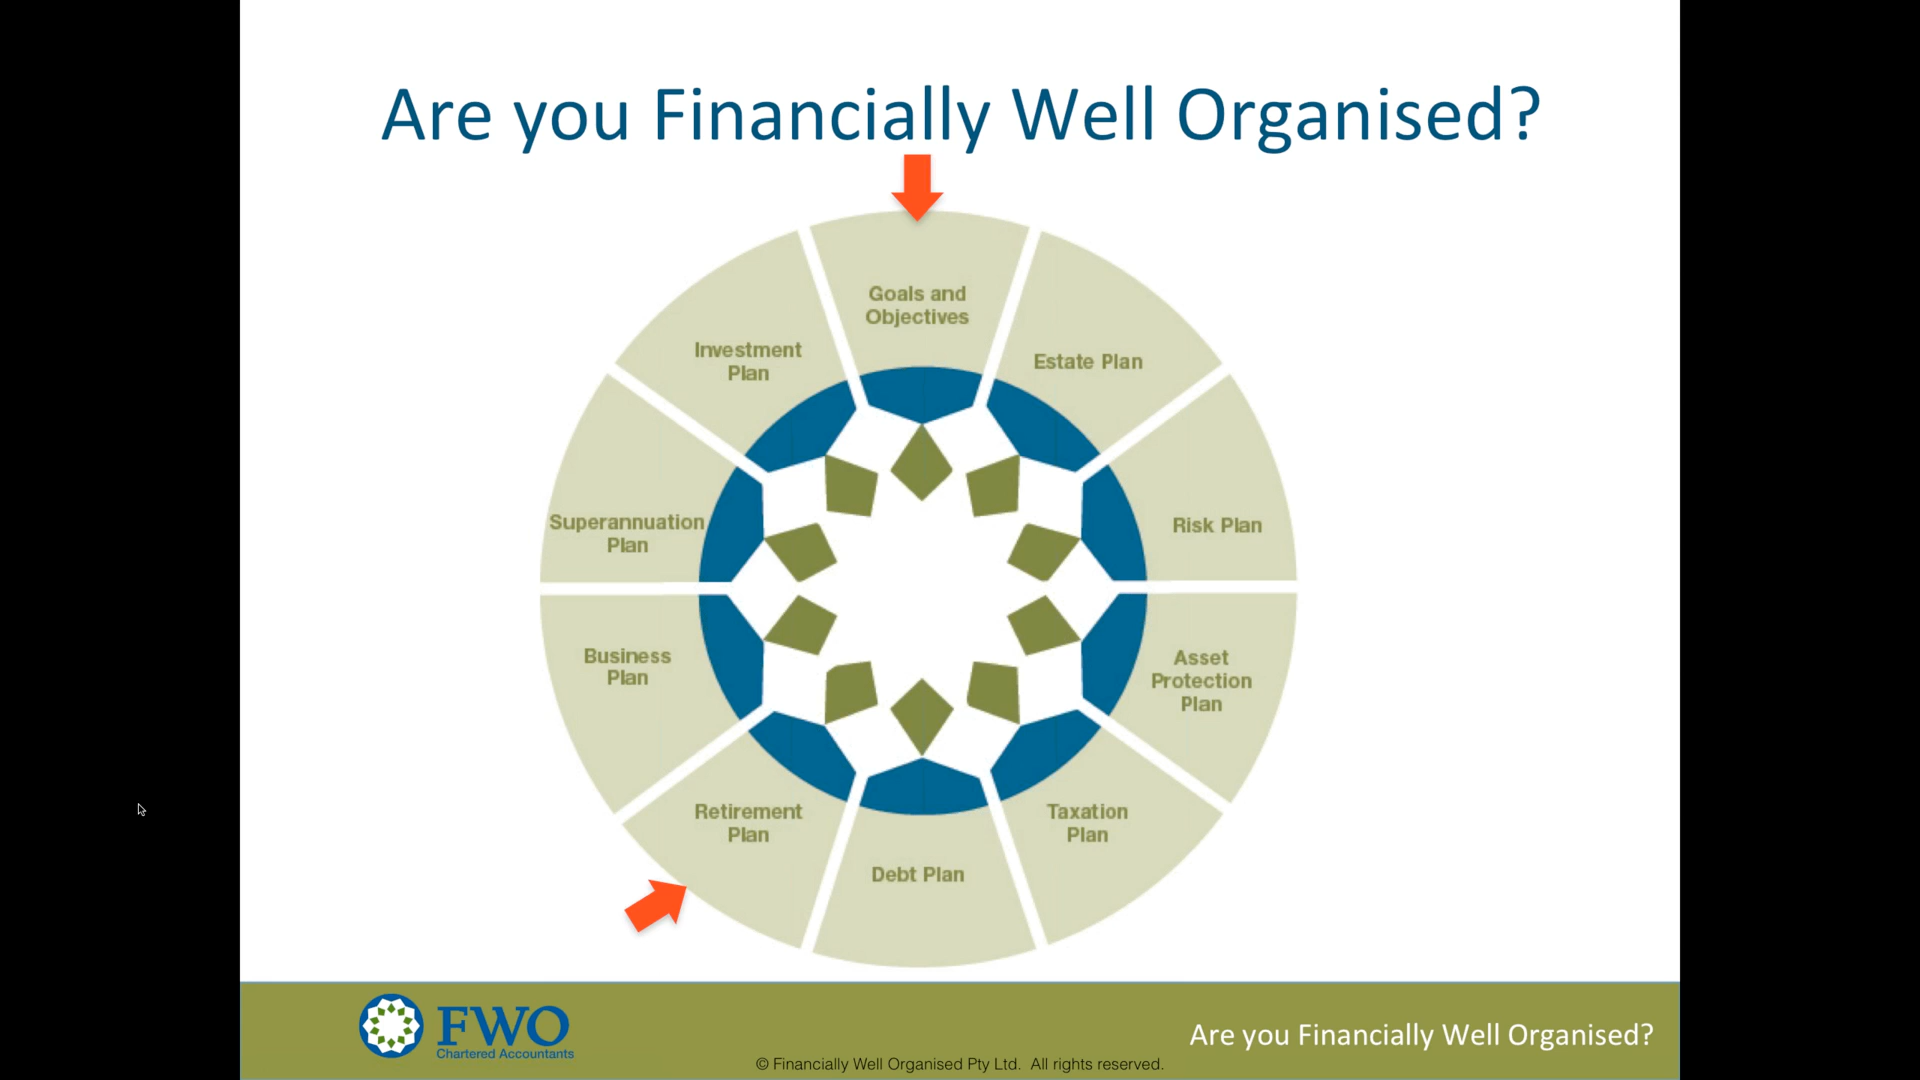 Are you Financially Well Organised?
Goals and
Objectives
Estate Plan
Risk Plan
Asset
Protection
Plan
Taxation
Plan
Debt Plan
Retirement
Plan
Business
Plan
Superannuation
Plan
Investment
Plan
FWO
Chartered Accountants
© Financially Well Organised Pty Ltd. All rights reserved.
Are you Financially Well Organised?